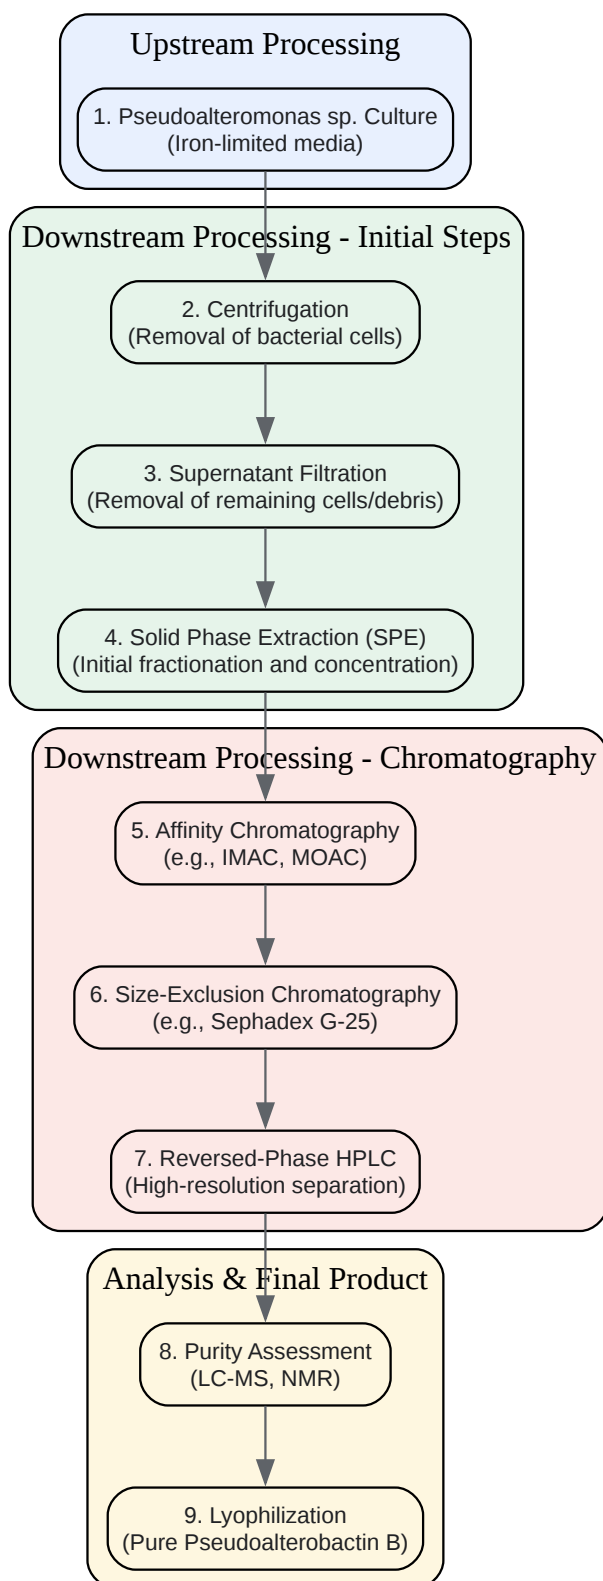 Upstream Processing
1. Pseudoalteromonas sp. Culture
(Iron-limited media)
Downstream Processing - Initial Steps
2. Centrifugation
(Removal of bacterial cells)
3. Supernatant Filtration
(Removal of remaining cells/debris)
4. Solid Phase Extraction (SPE)
(Initial fractionation and concentration)
Downstream Processing - Chromatography
5. Affinity Chromatography
(e.g., IMAC, MOAC)
6. Size-Exclusion Chromatography
(e.g., Sephadex G-25)
7. Reversed-Phase HPLC
(High-resolution separation)
Analysis & Final Product
8. Purity Assessment
(LC-MS, NMR)
9. Lyophilization
(Pure Pseudoalterobactin B)